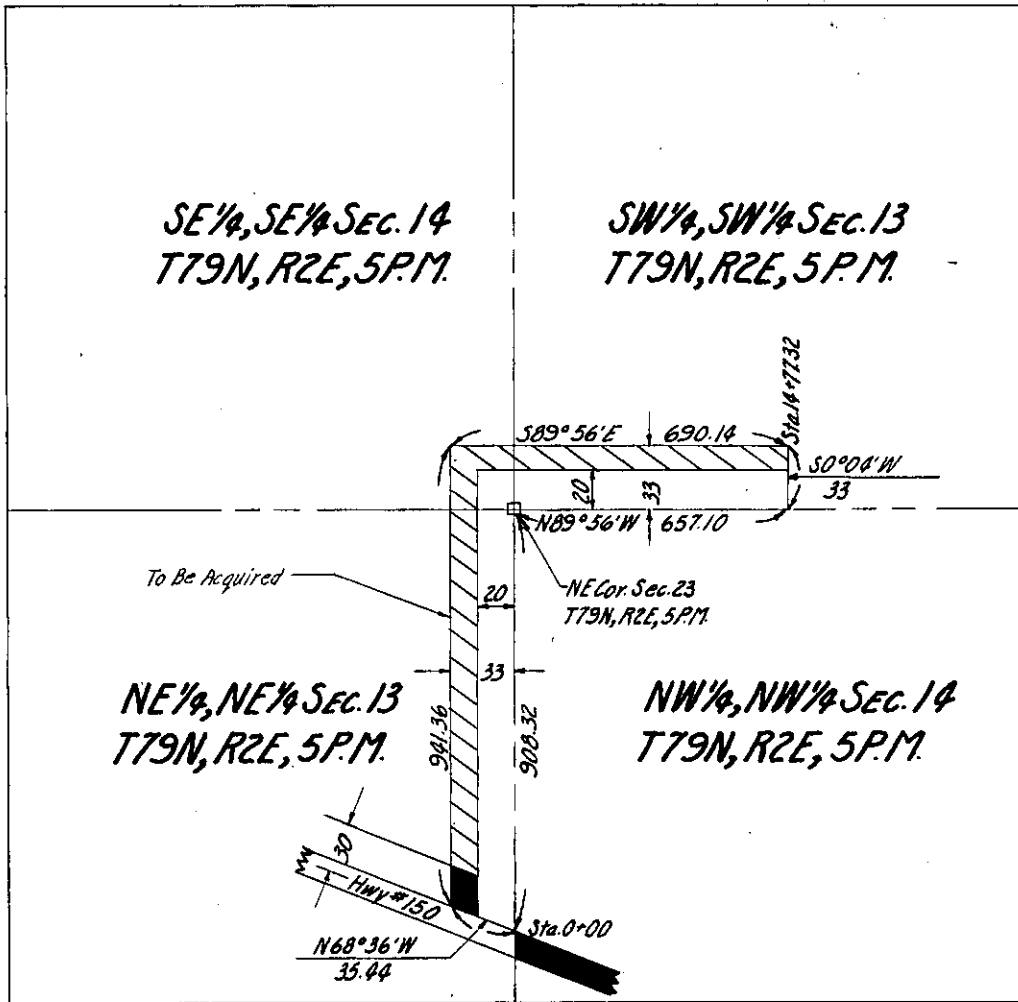 SE¼, SE¼ SEC. 14
T79N, R2E, 5P.M.
SW¼, SW¼ SEC. 13
T79N, R2E, 5P.M.
Sta.14+77.32
S89°56'E 690.14
S0°04'W
33
20
33
N89°56'W 657.10
To Be Acquired
NE Cor. Sec. 23
T79N, R2E, 5P.M.
20
33
NE¼, NE¼ SEC. 13
T79N, R2E, 5P.M.
NW¼, NW¼ SEC. 14
T79N, R2E, 5P.M.
941.36
908.32
30
Hwy #150
Sta. 0+00
N68°36'W
35.44